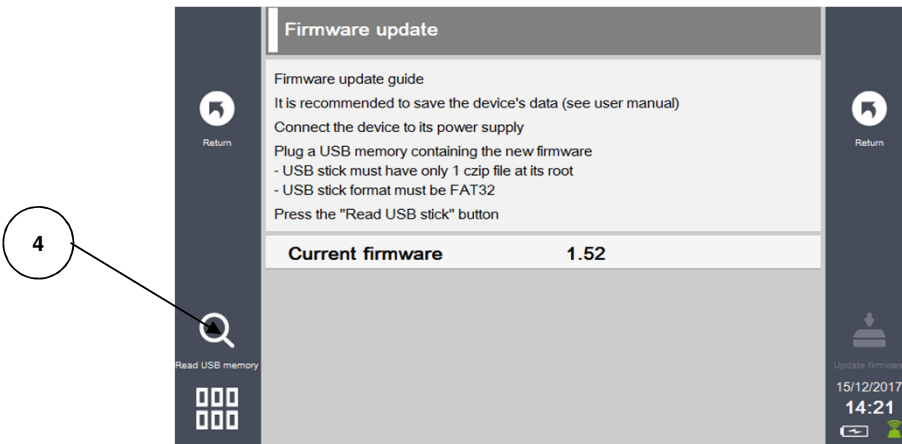 Firmware update
Firmware update guide
It is recommended to save the device's data (see user manual)
Connect the device to its power supply
Plug a USB memory containing the new firmware
- USB stick must have only 1 czip file at its root
- USB stick format must be FAT32
Press the "Read USB stick" button
Current firmware 1.52
Return
4
Read USB memory
Return
Update firmwar
15/12/2017
14:21